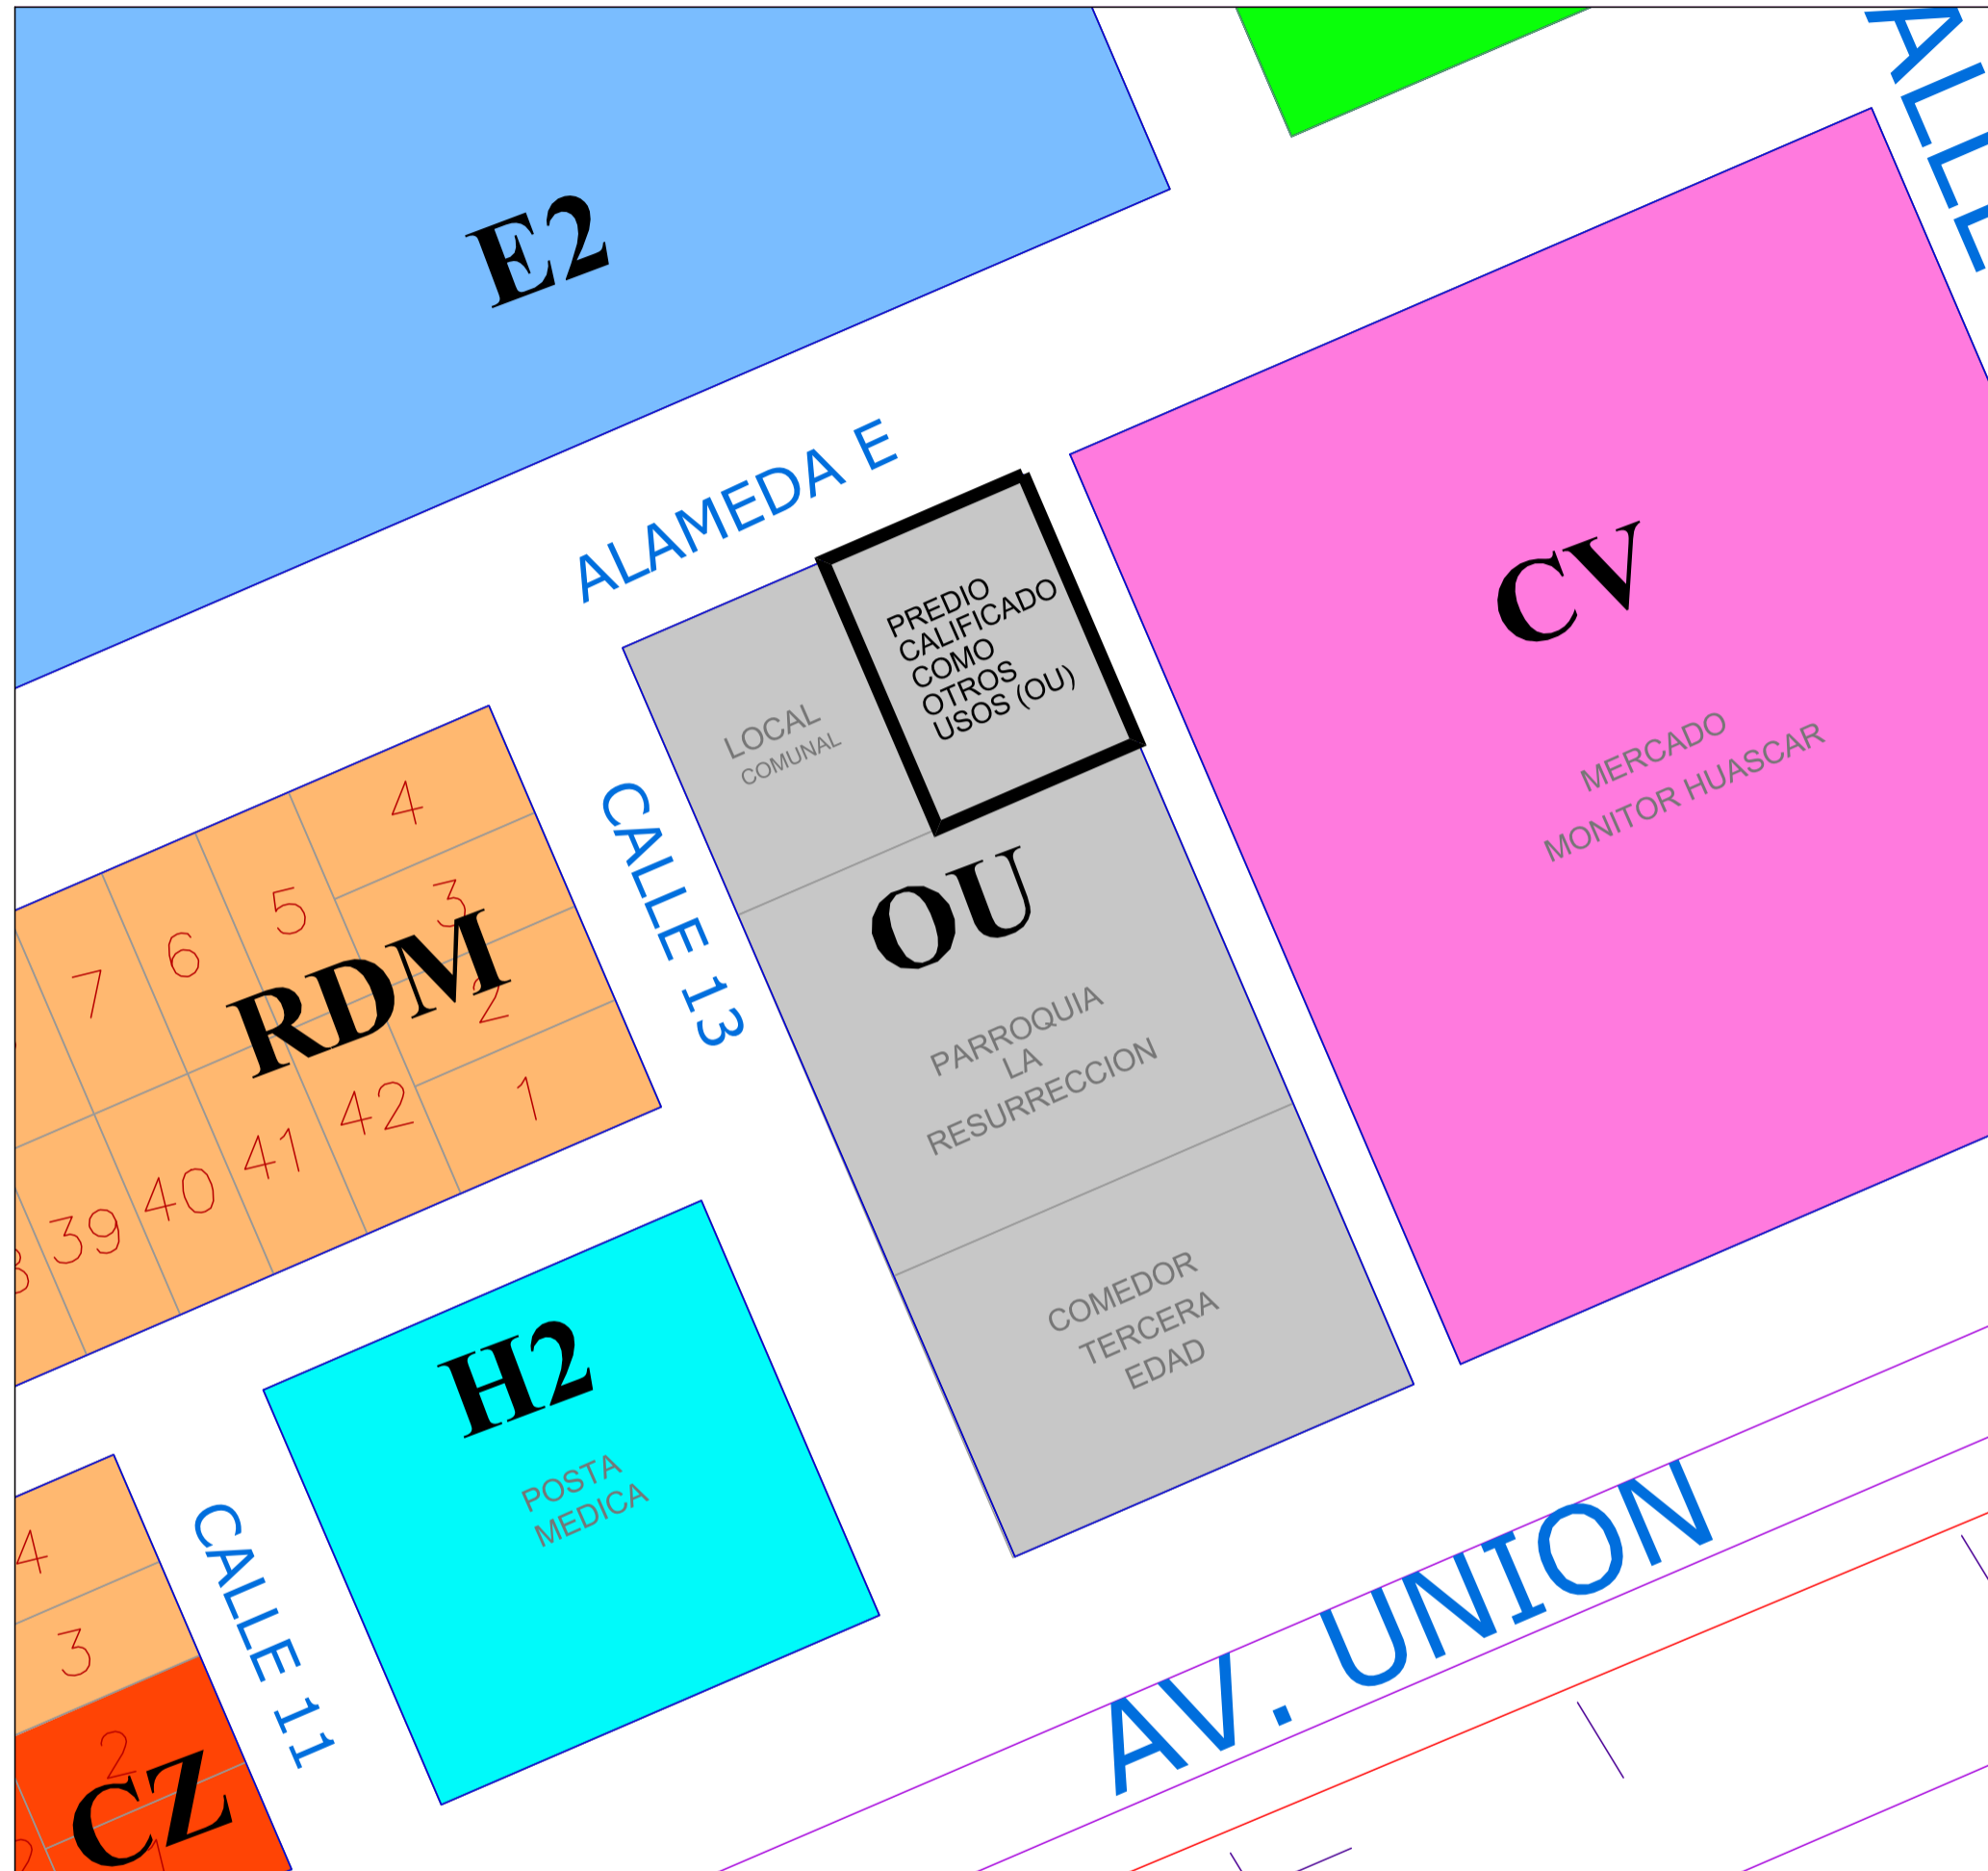 ALLE
E2
ALAMEDA E
CV
PREDIO
CALIFICADO
COMO
OTROS
USOS (OU)
LOCAL
COMUNAL
MERCADO
MONITOR HUASCAR
CALLE 13
4
3
5
6
7
2
RDM
OU
42
1
41
40
39
PARROQUIA
LA
RESURRECCION
COMEDOR
TERCERA
EDAD
H2
POSTA
MEDICA
CALLE 11
4
3
2
CZ
AV. UNION